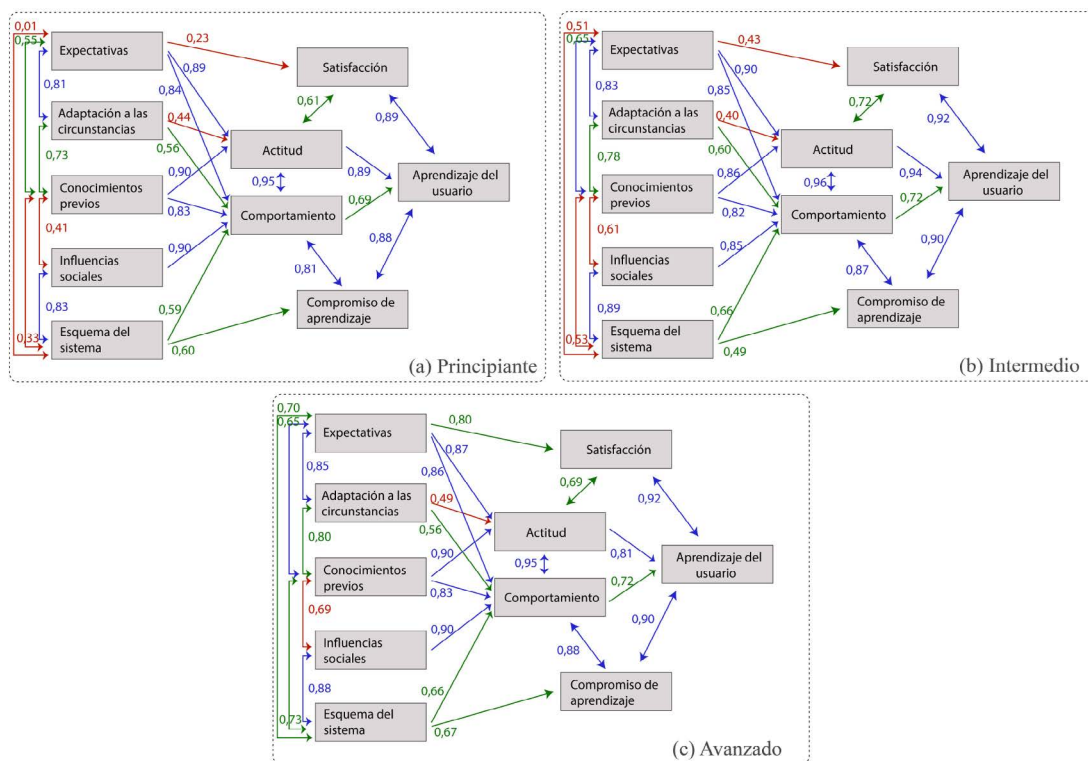 0,01
0,55
Expectativas
0,23
0,89
0,84
Satisfacción
0,81
0,61
0,89
Adaptación a las
circunstancias
0,44
0,56
0,73
Actitud
0,90
0,95
0,89
Aprendizaje del
usuario
Conocimientos
previos
0,83
Comportamiento
0,69
0,41
0,90
0,88
Influencias
sociales
0,81
0,83
0,59
Compromiso de
aprendizaje
Esquema del
sistema
0,33
0,60
(a) Principiante
0,51
0,65
Expectativas
0,43
0,90
0,85
Satisfacción
0,83
0,72
0,92
Adaptación a las
circunstancias
0,40
0,60
0,78
Actitud
0,86
0,96
0,94
Aprendizaje del
usuario
Conocimientos
previos
0,82
Comportamiento
0,72
0,61
0,85
0,90
Influencias
sociales
0,87
0,89
0,66
Compromiso de
aprendizaje
Esquema del
sistema
0,53
0,49
(b) Intermedio
0,70
0,65
Expectativas
0,80
0,87
0,86
Satisfacción
0,85
0,69
0,92
Adaptación a las
circunstancias
0,49
0,56
0,80
Actitud
0,90
0,95
0,81
Aprendizaje del
usuario
Conocimientos
previos
0,83
Comportamiento
0,72
0,69
0,90
0,90
Influencias
sociales
0,88
0,88
0,66
Compromiso de
aprendizaje
Esquema del
sistema
0,73
0,67
(c) Avanzado